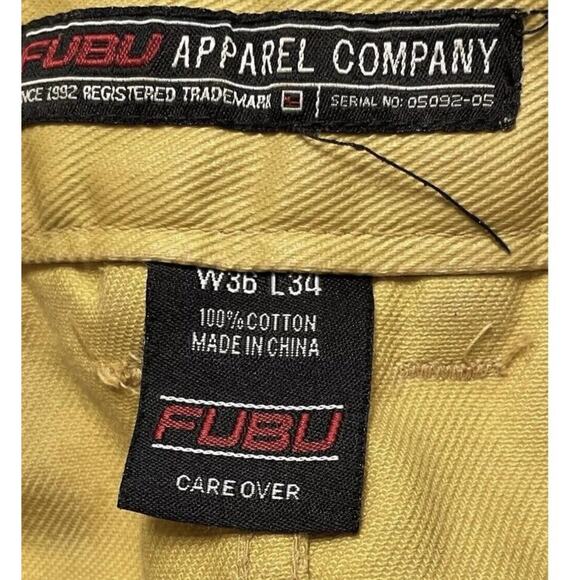 FUBU APPAREL COMPANY
NCE 1992 REGISTERED TRADEMARK SERIAL NO: 05092-05
W36 L34
100% COTTON
MADE IN CHINA
FUBU
CARE OVER